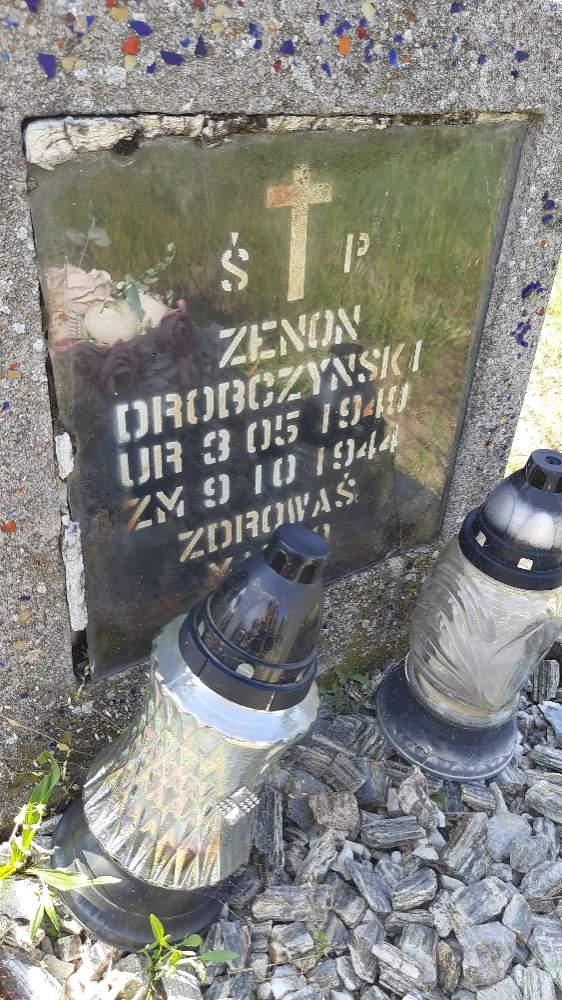 Ś P
ZENON
DROBCZYŃSKI
UR 3 05 1940
ZM 9 10 1944
ZDROWAŚ